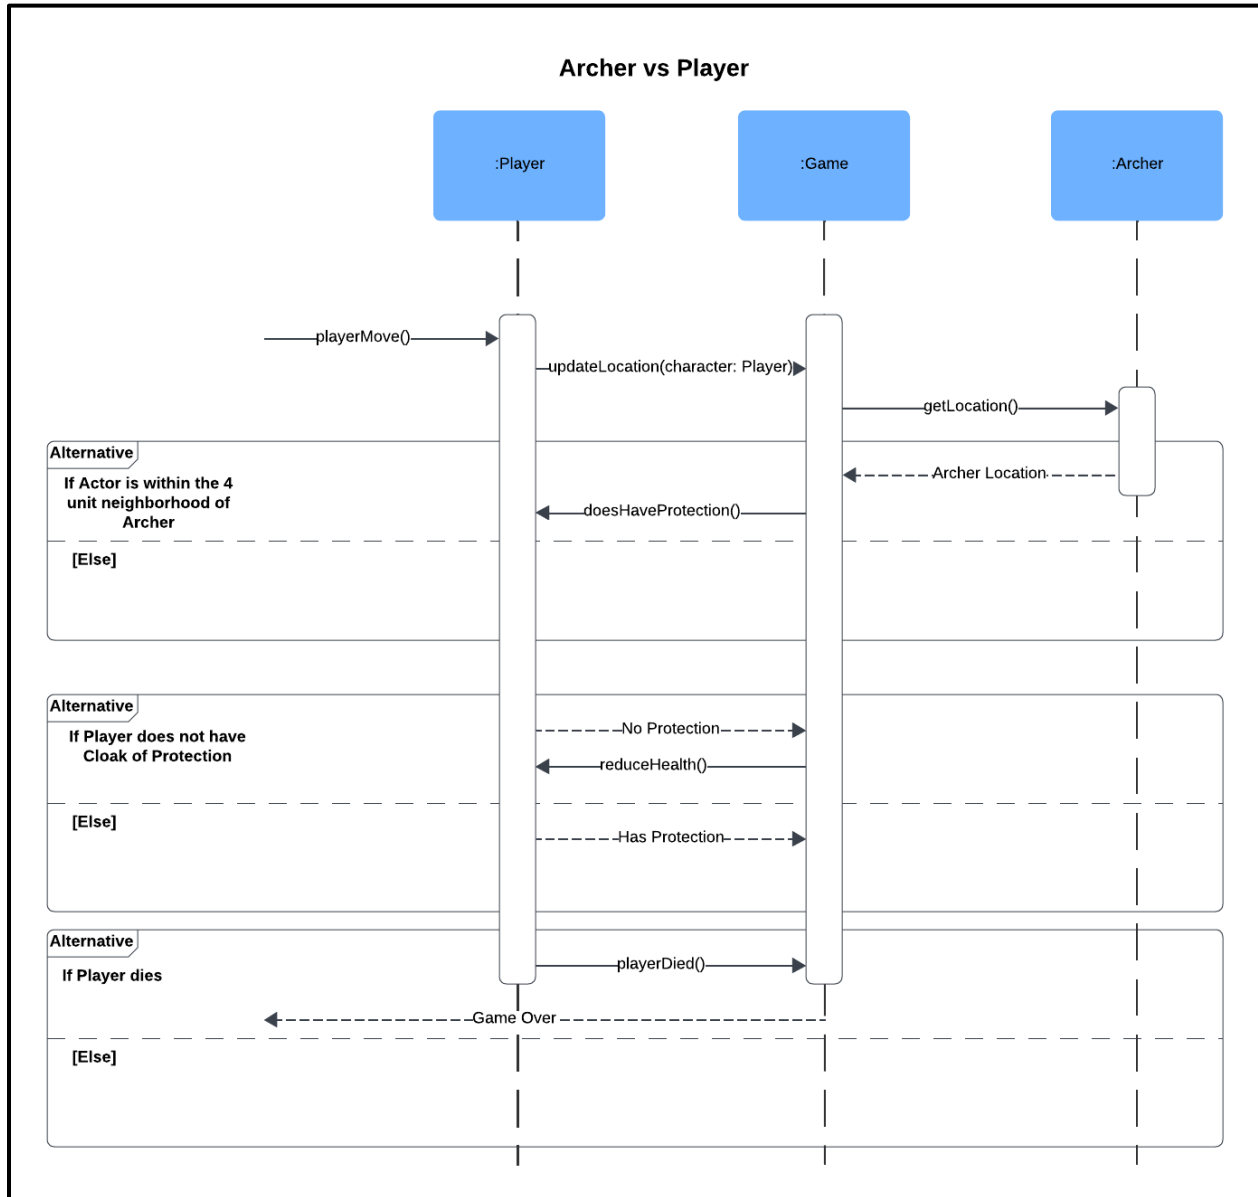 Archer vs Player
:Player
:Game
:Archer
playerMove()
updateLocation(character: Player)
getLocation()
Alternative
If Actor is within the 4
unit neighborhood of
Archer
Archer Location
doesHaveProtection()
[Else]
Alternative
If Player does not have
Cloak of Protection
No Protection
reduceHealth()
[Else]
Has Protection
Alternative
If Player dies
playerDied()
Game Over
[Else]